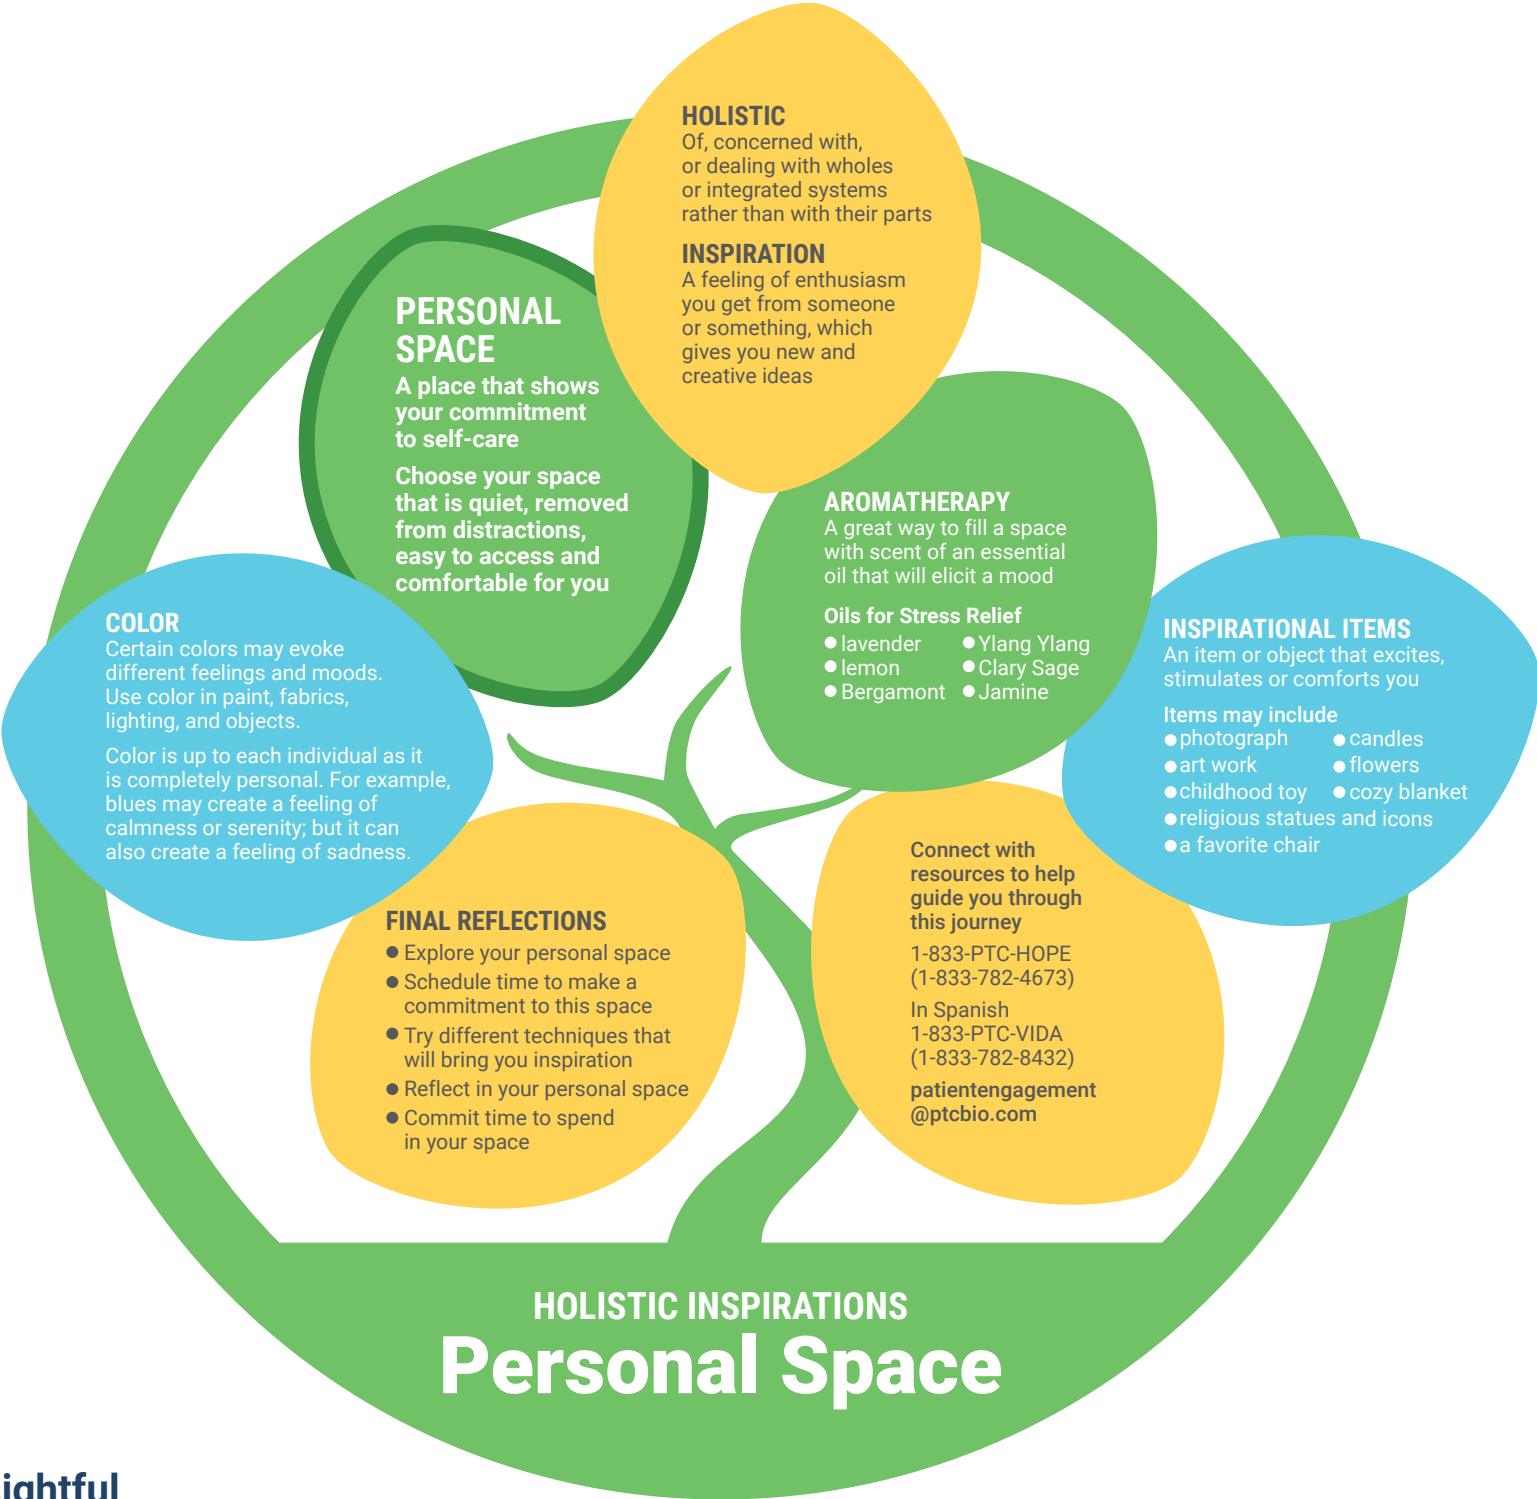 HOLISTIC
Of, concerned with,
or dealing with wholes
or integrated systems
rather than with their parts
INSPIRATION
A feeling of enthusiasm
you get from someone
or something, which
gives you new and
creative ideas
PERSONAL
SPACE
A place that shows
your commitment
to self-care
Choose your space
that is quiet, removed
from distractions,
easy to access and
comfortable for you
AROMATHERAPY
A great way to fill a space
with scent of an essential
oil that will elicit a mood
Oils for Stress Relief
● lavender ● Ylang Ylang
● lemon ● Clary Sage
● Bergamont ● Jamine
COLOR
Certain colors may evoke
different feelings and moods.
Use color in paint, fabrics,
lighting, and objects.
Color is up to each individual as it
is completely personal. For example,
blues may create a feeling of
calmness or serenity; but it can
also create a feeling of sadness.
INSPIRATIONAL ITEMS
An item or object that excites,
stimulates or comforts you
Items may include
● photograph ● candles
● art work ● flowers
● childhood toy ● cozy blanket
● religious statues and icons
● a favorite chair
FINAL REFLECTIONS
● Explore your personal space
● Schedule time to make a
commitment to this space
● Try different techniques that
will bring you inspiration
● Reflect in your personal space
● Commit time to spend
in your space
Connect with
resources to help
guide you through
this journey
1-833-PTC-HOPE
(1-833-782-4673)
In Spanish
1-833-PTC-VIDA
(1-833-782-8432)
patientengagement
@ptcbio.com
HOLISTIC INSPIRATIONS
Personal Space